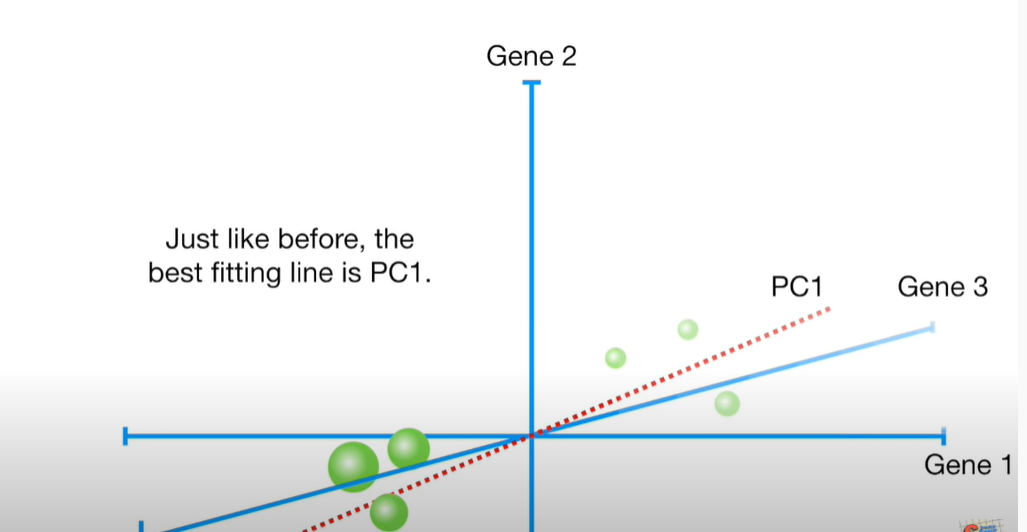 Gene 2
Just like before, the
best fitting line is PC1.
PC1
Gene 3
Gene 1